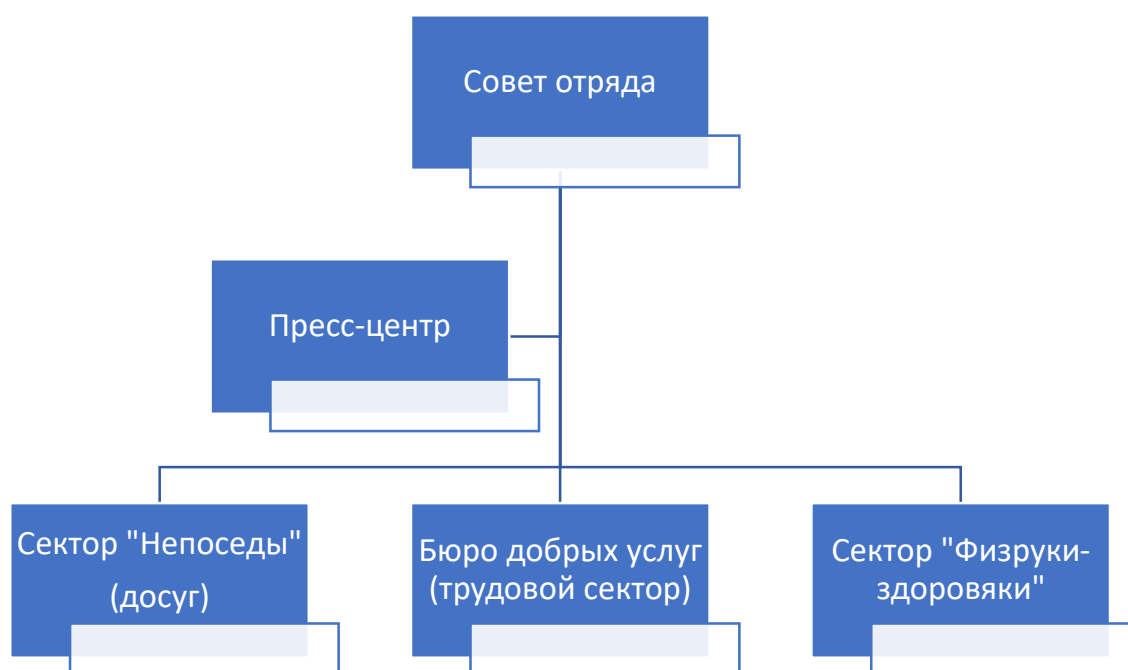 Совет отряда
Пресс-центр
Сектор "Непоседы"
(досуг)
Бюро добрых услуг
(трудовой сектор)
Сектор "Физруки-
здоровяки"